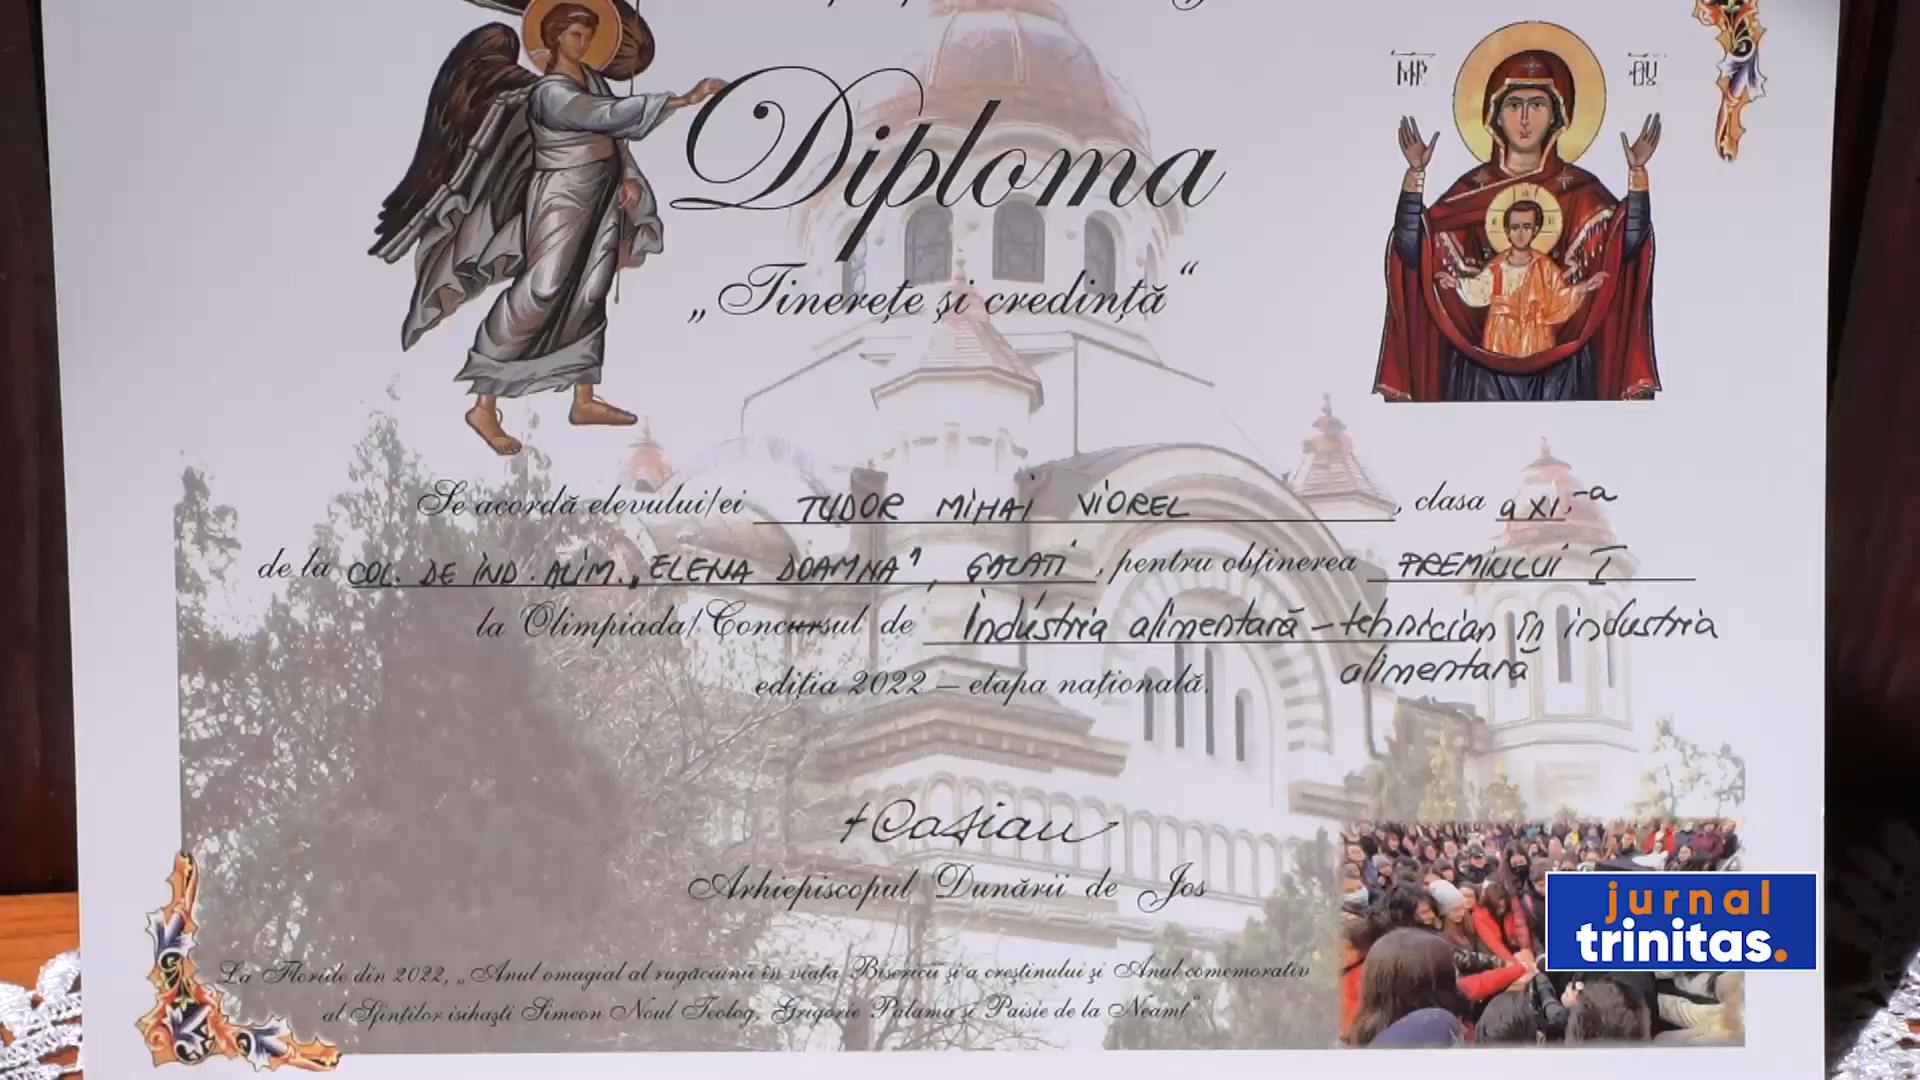 Diploma
„Tinerețe și credință“
ΜΡ ΘΥ
Se acordă elevului/ei TUDOR MIHAI VIOREL, clasa a XI-a
de la COL. DE IND. ALIM. „ELENA DOAMNA", GALAȚI, pentru obținerea PREMIULUI I
la Olimpiada/Concursul de Industria alimentară – tehnician în industria
alimentară
ediția 2022 – etapa națională.
+Casian
Arhiepiscopul Dunării de Jos
La Floriile din 2022, „Anul omagial al rugăciunii în viața Bisericii și a creștinului și Anul comemorativ
al Sfinților isihaști Simeon Noul Teolog, Grigorie Palama și Paisie de la Neamț“.
jurnal
trinitas.